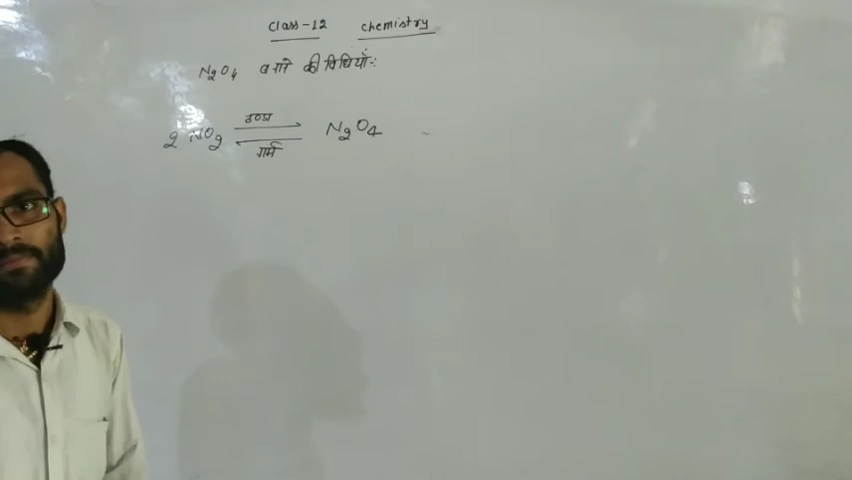 Class-12 chemistry
N2O4 बनाने की विधियाँ:
ठण्डा
2 NO2 ⇌ N2O4
गर्म